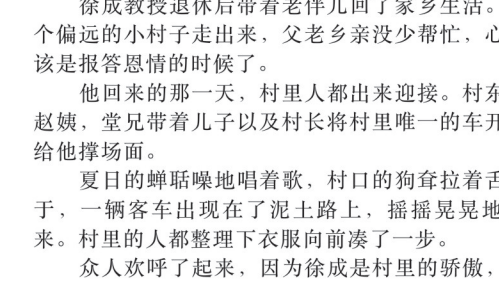 徐成教授退休后带着老伴儿回了家乡生活。
个偏远的小村子走出来，父老乡亲没少帮忙，心
该是报答恩情的时候了。
他回来的那一天，村里人都出来迎接。村东
赵姨，堂兄带着儿子以及村长将村里唯一的车开
给他撑场面。
夏日的蝉聒噪地唱着歌，村口的狗耷拉着舌
于，一辆客车出现在了泥土路上，摇摇晃晃地
来。村里的人都整理下衣服向前凑了一步。
众人欢呼了起来，因为徐成是村里的骄傲，